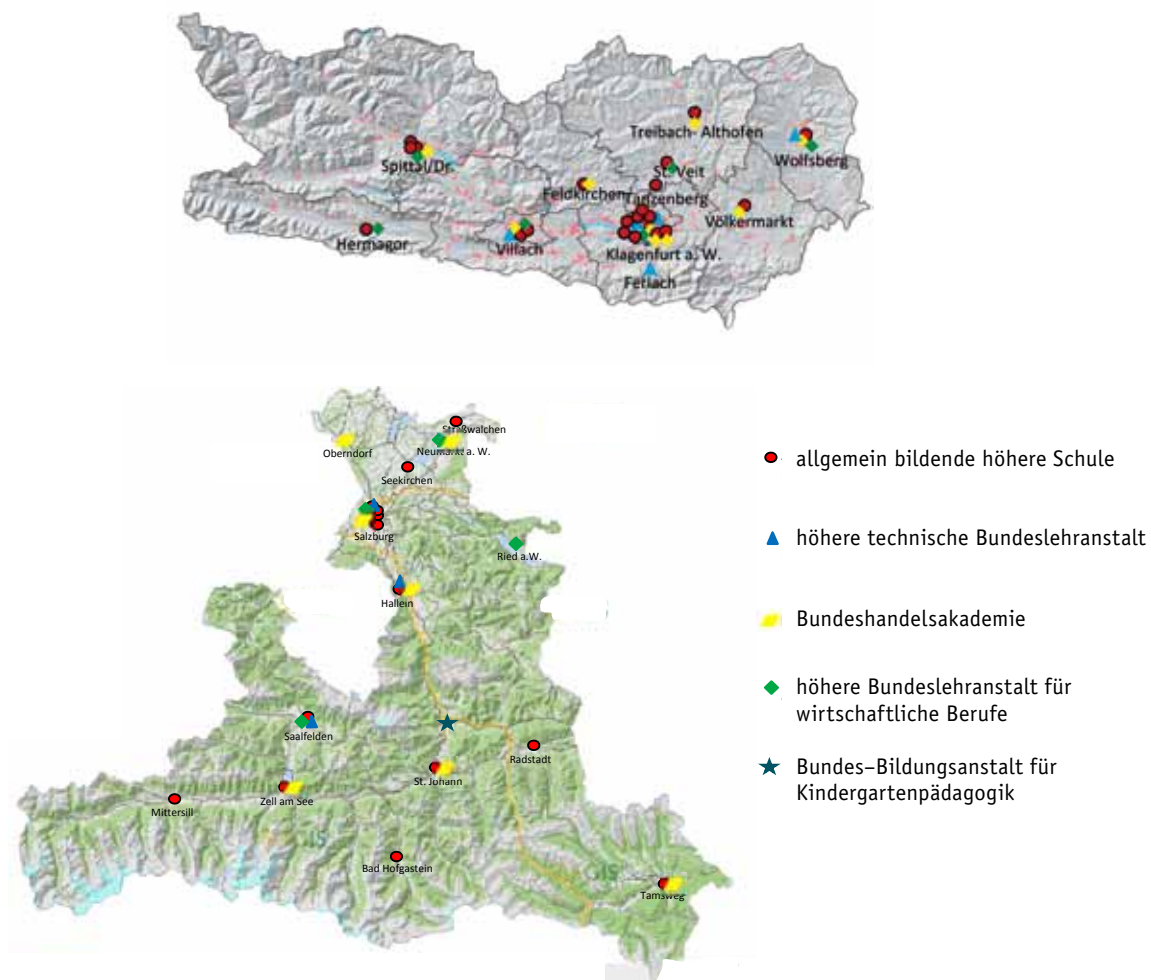 Treibach- Althofen
Wolfsberg
Spittal/Dr.
St. Veit
Feldkirchen
Tanzenberg
Völkermarkt
Hermagor
Villach
Klagenfurt a. W.
Ferlach
Straßwalchen
Oberndorf
Neumarkt a. W.
Seekirchen
Salzburg
Ried a.W.
Hallein
Saalfelden
Radstadt
St. Johann
Zell am See
Mittersill
Bad Hofgastein
Tamsweg
allgemein bildende höhere Schule
höhere technische Bundeslehranstalt
Bundeshandelsakademie
höhere Bundeslehranstalt für
wirtschaftliche Berufe
Bundes-Bildungsanstalt für
Kindergartenpädagogik